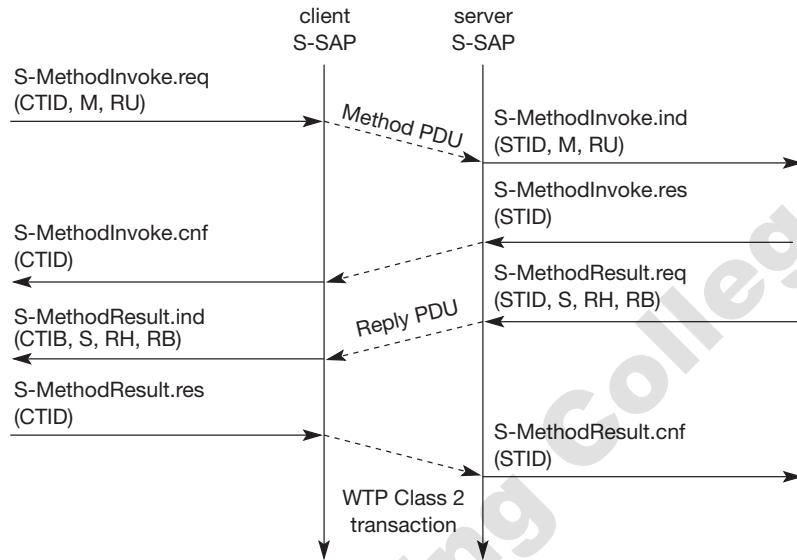 client
S-SAP
server
S-SAP
S-MethodInvoke.req
(CTID, M, RU)
Method PDU
S-MethodInvoke.ind
(STID, M, RU)
S-MethodInvoke.res
(STID)
S-MethodInvoke.cnf
(CTID)
S-MethodResult.req
(STID, S, RH, RB)
Reply PDU
S-MethodResult.ind
(CTIB, S, RH, RB)
S-MethodResult.res
(CTID)
S-MethodResult.cnf
(STID)
WTP Class 2
transaction
ing Colleg